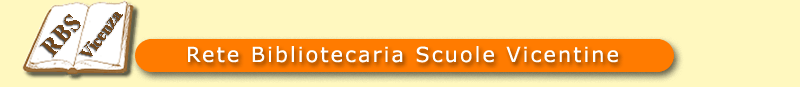 RBS
Vicenza
Rete Bibliotecaria Scuole Vicentine